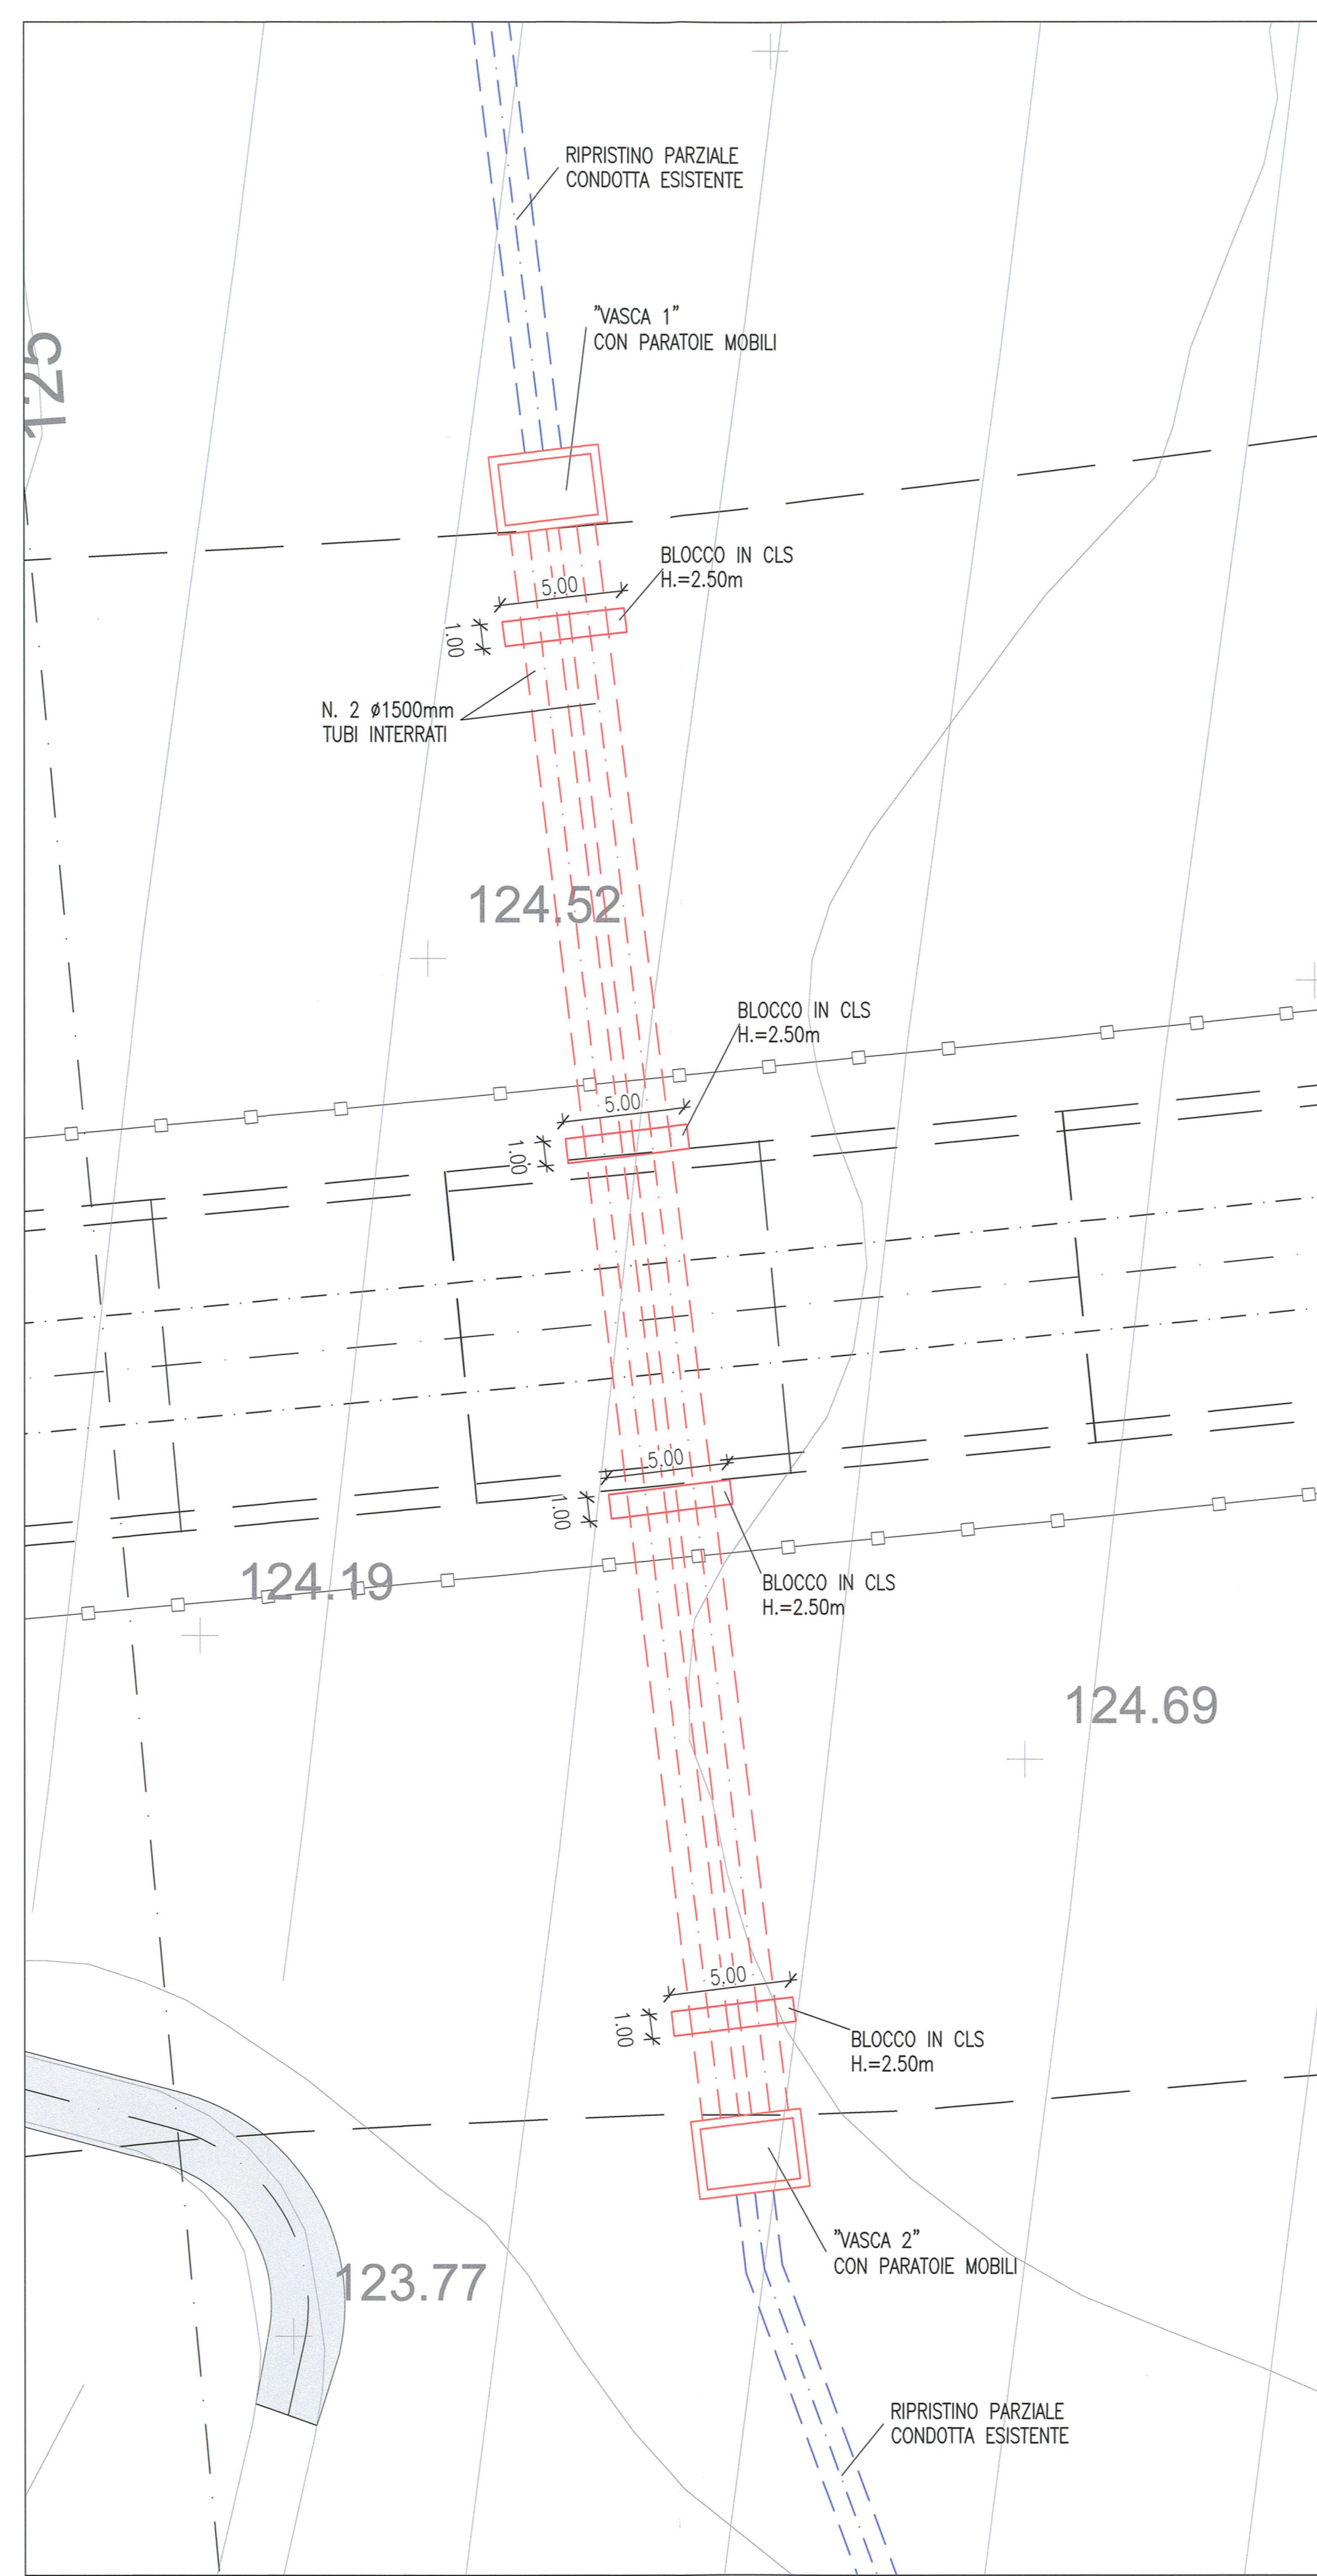 RIPRISTINO PARZIALE
CONDOTTA ESISTENTE
"VASCA 1"
CON PARATOIE MOBILI
125
BLOCCO IN CLS
H.=2.50m
5.00
1.00
N. 2 ø1500mm
TUBI INTERRATI
124.52
BLOCCO IN CLS
H.=2.50m
5.00
1.00
5.00
1.00
124.19
BLOCCO IN CLS
H.=2.50m
124.69
5.00
1.00
BLOCCO IN CLS
H.=2.50m
"VASCA 2"
CON PARATOIE MOBILI
123.77
RIPRISTINO PARZIALE
CONDOTTA ESISTENTE